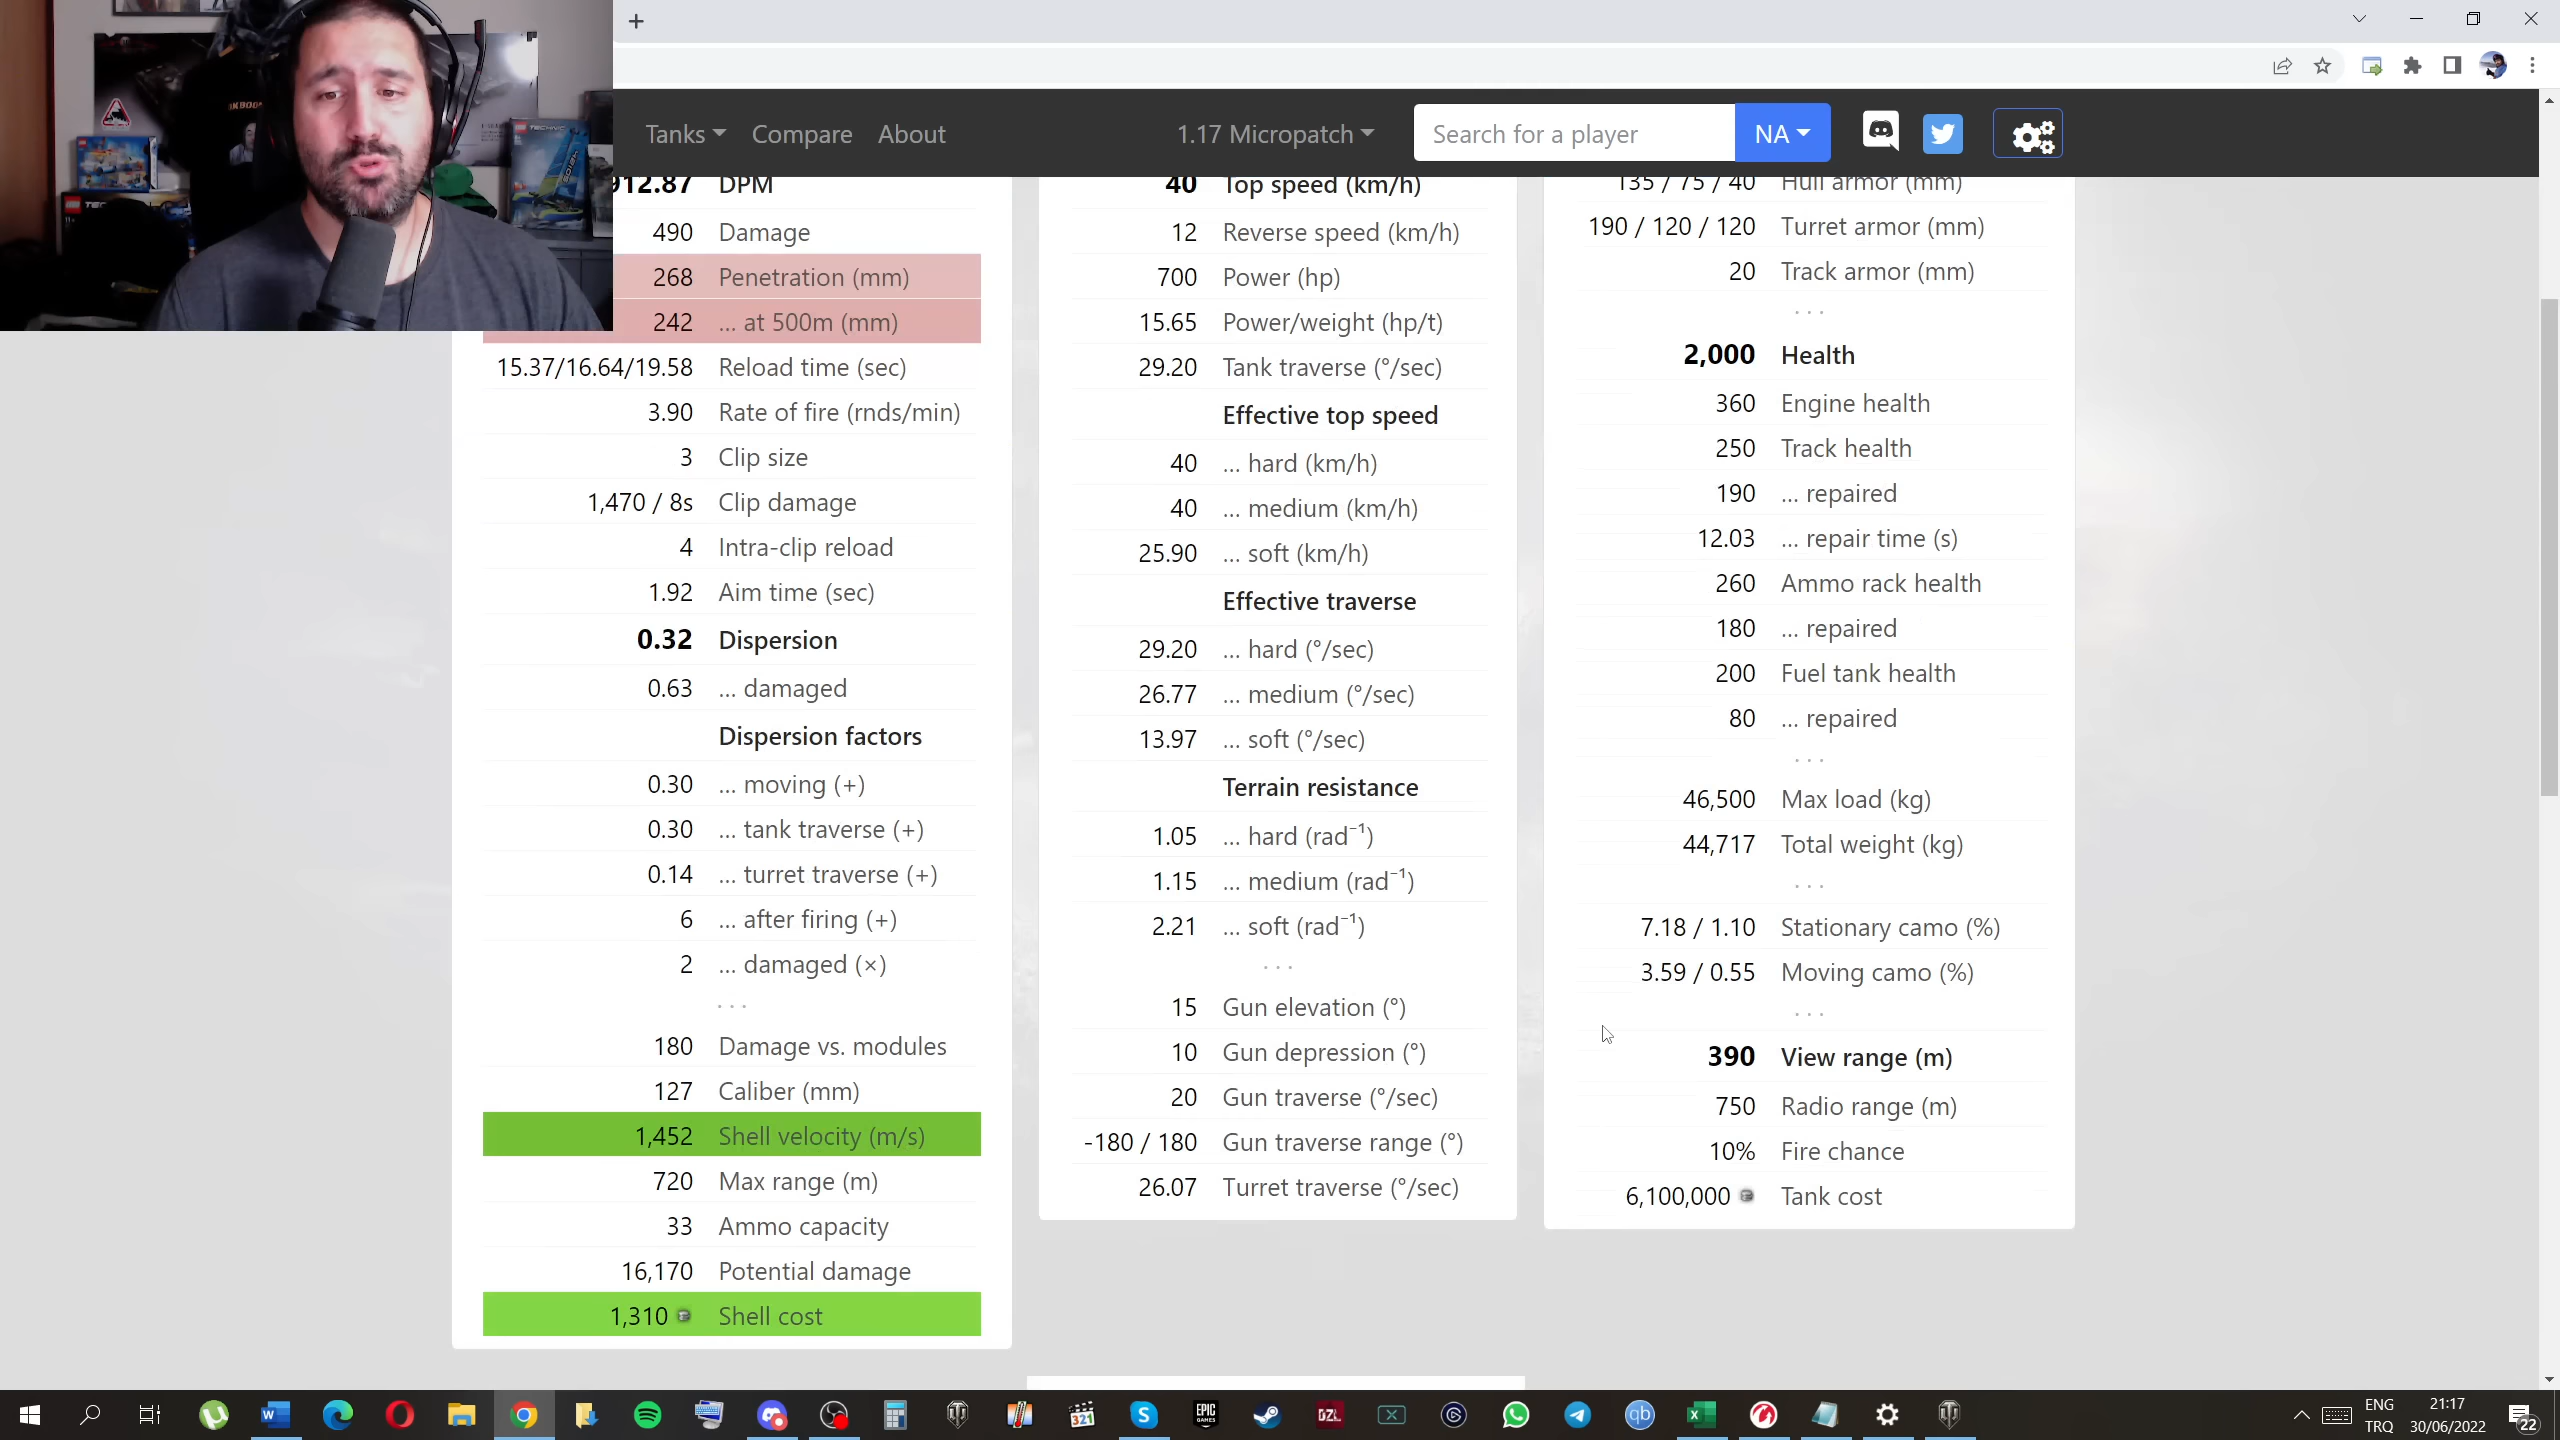 Tanks Compare About 1.17 Micropatch Search for a player NA
912.87 DPM
490 Damage
268 Penetration (mm)
242 ... at 500m (mm)
15.37/16.64/19.58 Reload time (sec)
3.90 Rate of fire (rnds/min)
3 Clip size
1,470 / 8s Clip damage
4 Intra-clip reload
1.92 Aim time (sec)
0.32 Dispersion
0.63 ... damaged
Dispersion factors
0.30 ... moving (+)
0.30 ... tank traverse (+)
0.14 ... turret traverse (+)
6 ... after firing (+)
2 ... damaged (×)
...
180 Damage vs. modules
127 Caliber (mm)
1,452 Shell velocity (m/s)
720 Max range (m)
33 Ammo capacity
16,170 Potential damage
1,310 Shell cost
40 Top speed (km/h)
12 Reverse speed (km/h)
700 Power (hp)
15.65 Power/weight (hp/t)
29.20 Tank traverse (°/sec)
Effective top speed
40 ... hard (km/h)
40 ... medium (km/h)
25.90 ... soft (km/h)
Effective traverse
29.20 ... hard (°/sec)
26.77 ... medium (°/sec)
13.97 ... soft (°/sec)
Terrain resistance
1.05 ... hard (rad⁻¹)
1.15 ... medium (rad⁻¹)
2.21 ... soft (rad⁻¹)
...
15 Gun elevation (°)
10 Gun depression (°)
20 Gun traverse (°/sec)
-180 / 180 Gun traverse range (°)
26.07 Turret traverse (°/sec)
135 / 75 / 40 Hull armor (mm)
190 / 120 / 120 Turret armor (mm)
20 Track armor (mm)
...
2,000 Health
360 Engine health
250 Track health
190 ... repaired
12.03 ... repair time (s)
260 Ammo rack health
180 ... repaired
200 Fuel tank health
80 ... repaired
...
46,500 Max load (kg)
44,717 Total weight (kg)
...
7.18 / 1.10 Stationary camo (%)
3.59 / 0.55 Moving camo (%)
...
390 View range (m)
750 Radio range (m)
10% Fire chance
6,100,000 Tank cost
321
EPIC GAMES
DZL
qb
ENG
TRQ
21:17
30/06/2022
22